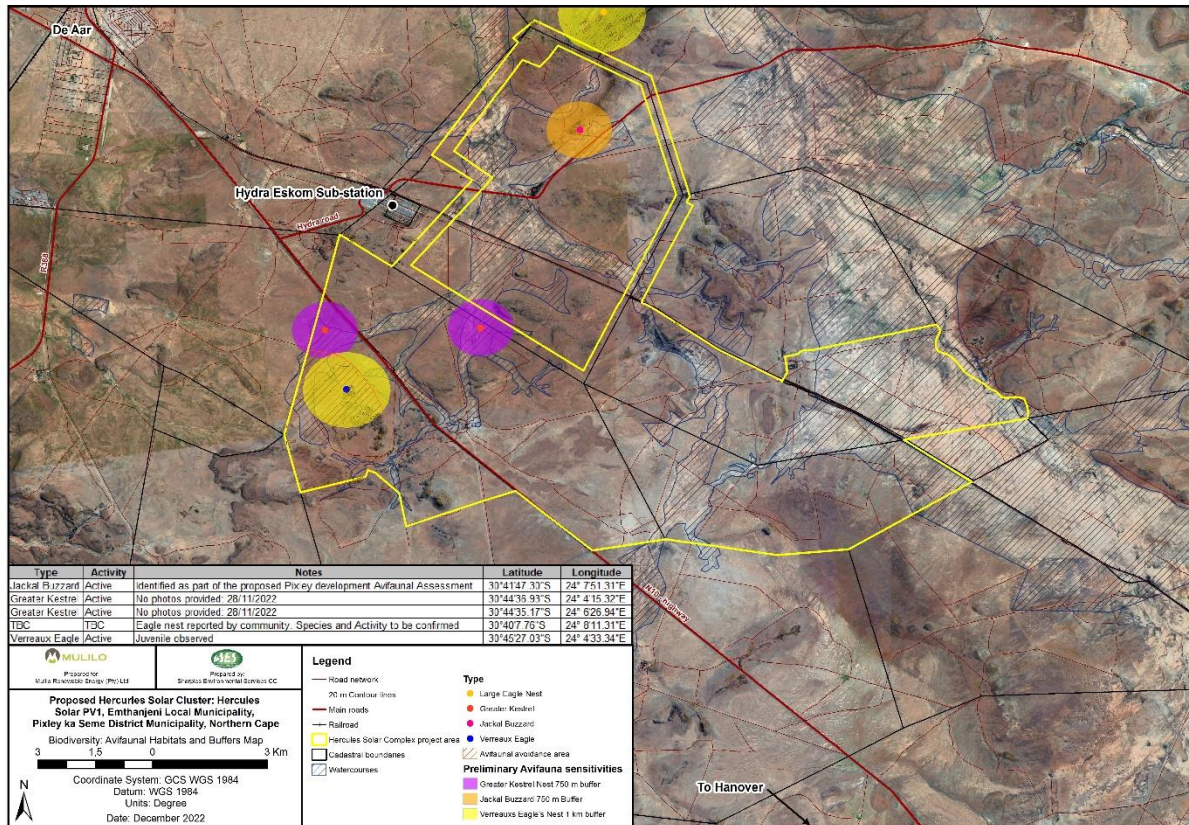 De Aar
Hydra Eskom Sub-station
Hydra road
R388
N10 - highway
To Hanover
Type Activity Notes Latitude Longitude
Jackal Buzzard Active Identified as part of the proposed Pixley development Avifaunal Assessment 30°41'47.30"S 24° 7'51.31"E
Greater Kestrel Active No photos provided: 28/11/2022 30°44'36.93"S 24° 4'15.32"E
Greater Kestrel Active No photos provided: 28/11/2022 30°44'35.17"S 24° 6'26.94"E
TBC TBC Eagle nest reported by community. Species and Activity to be confirmed 30°40'7.76"S 24° 8'11.31"E
Verreaux Eagle Active Juvenile observed 30°45'27.03"S 24° 4'33.34"E
MULILO
Prepared for:
Mulilo Renewable Energy (Pty) Ltd
SES
Prepared by:
Sharples Environmental Services CC
Proposed Hercurles Solar Cluster: Hercules
Solar PV1, Emthanjeni Local Municipality,
Pixley ka Seme District Municipality, Northern Cape
Biodiversity: Avifaunal Habitats and Buffers Map
3 1,5 0 3 Km
Coordinate System: GCS WGS 1984
Datum: WGS 1984
Units: Degree
Date: December 2022
N
Legend
Road network
20 m Contour lines
Main roads
Railroad
Hercules Solar Complex project area
Cadastral boundaries
Watercourses
Type
Large Eagle Nest
Greater Kestrel
Jackal Buzzard
Verreaux Eagle
Avifaunal avoidance area
Preliminary Avifauna sensitivities
Greater Kestrel Nest 750 m buffer
Jackal Buzzard 750 m Buffer
Verreauxs Eagle's Nest 1 km buffer